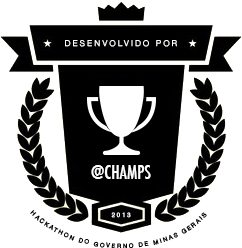 DESENVOLVIDO POR
@CHAMPS
2013
HACKATHON DO GOVERNO DE MINAS GERAIS